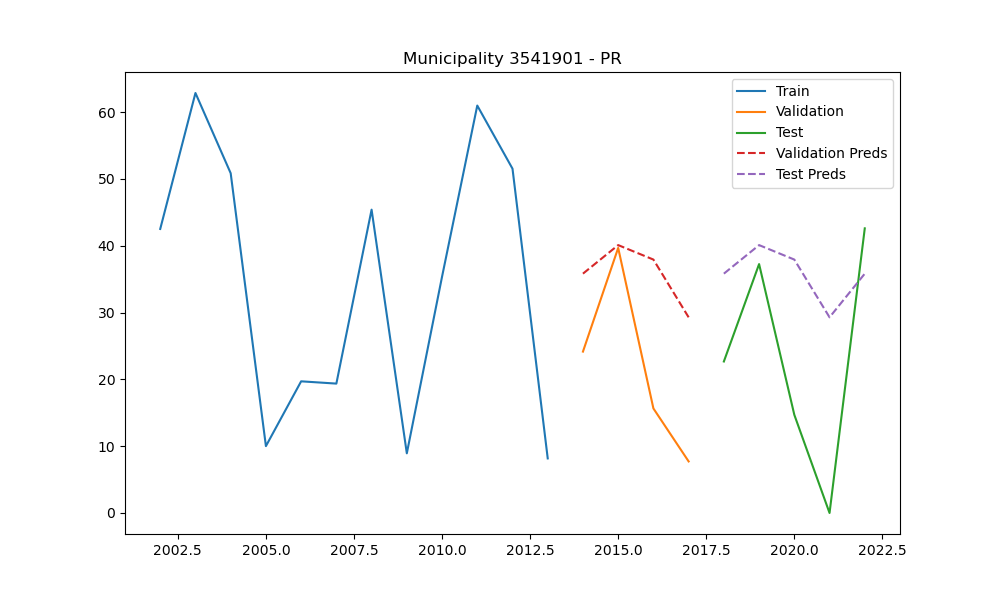 Municipality 3541901 - PR
Train
Validation
Test
Validation Preds
Test Preds
60
50
40
30
20
10
0
2002.5 2005.0 2007.5 2010.0 2012.5 2015.0 2017.5 2020.0 2022.5